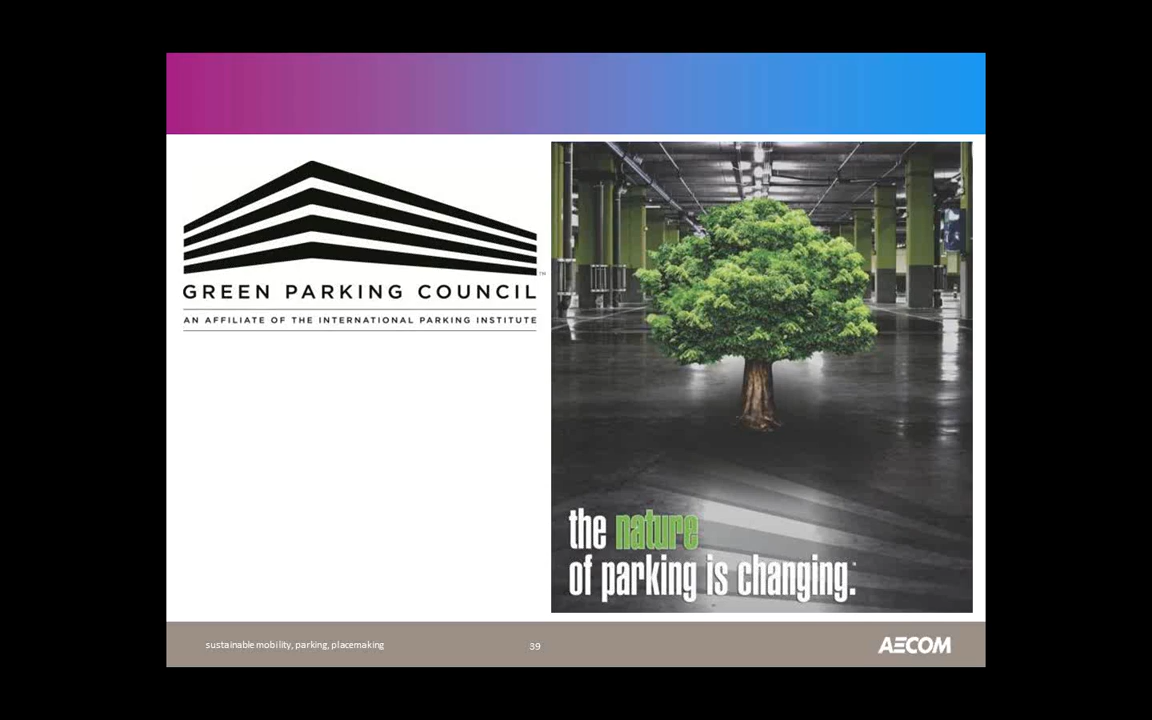 GREEN PARKING COUNCIL
AN AFFILIATE OF THE INTERNATIONAL PARKING INSTITUTE
the nature
of parking is changing.
sustainable mobility, parking, placemaking
39
AECOM